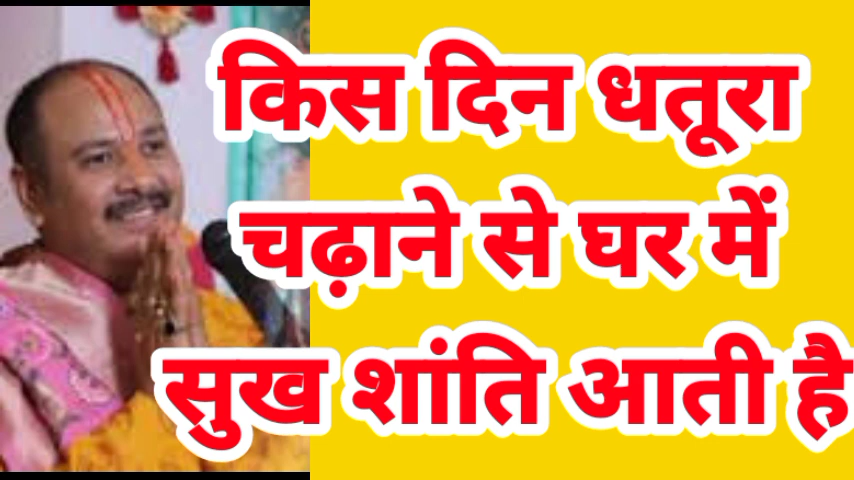 किस दिन धतूरा
चढ़ाने से घर में
सुख शांति आती है